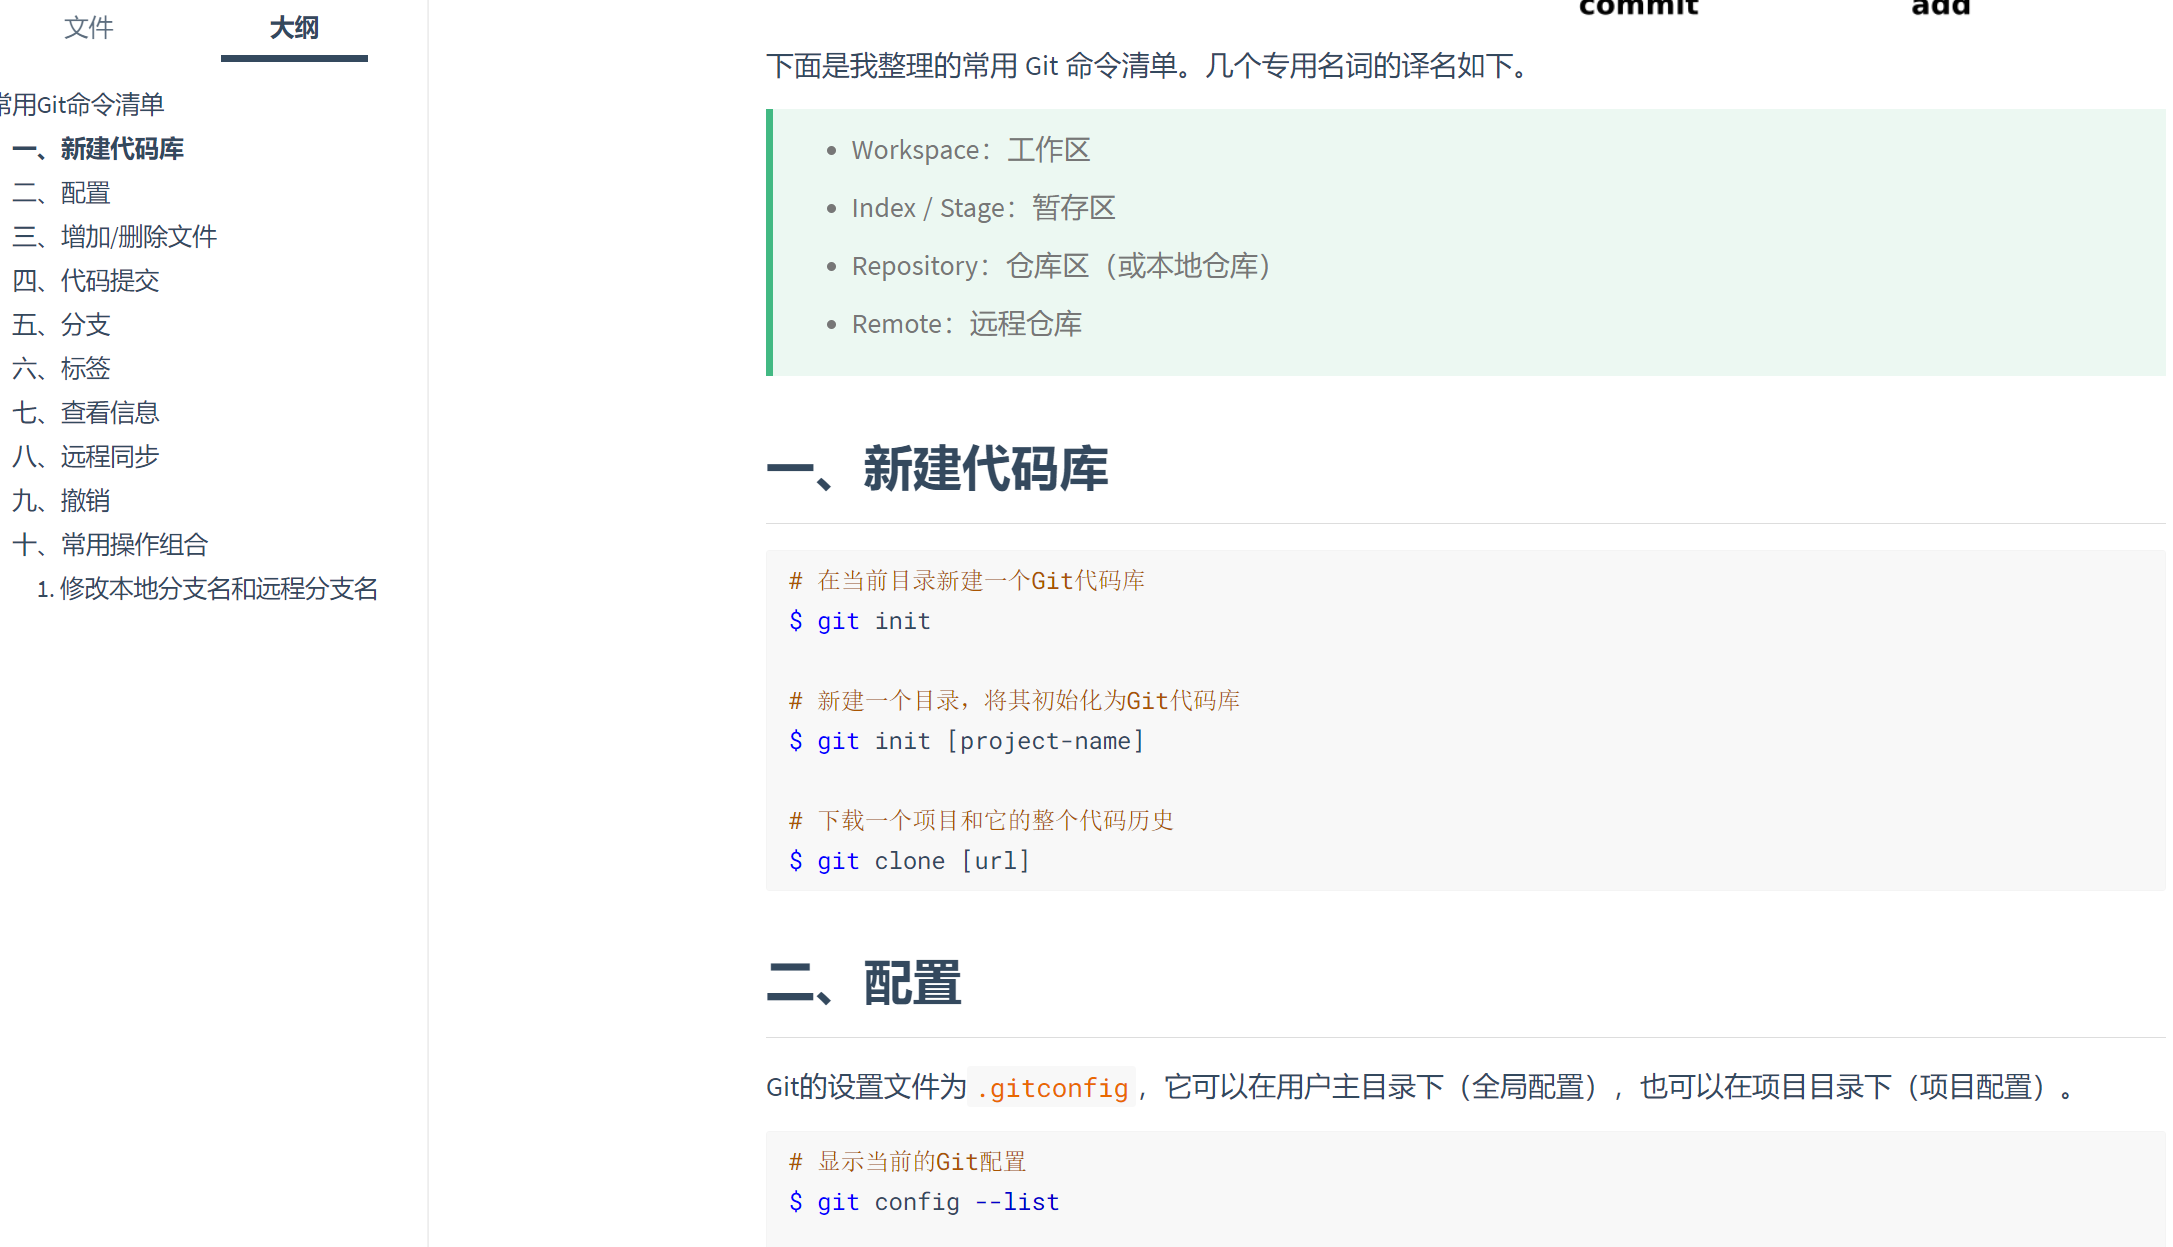 文件 大纲
常用Git命令清单
一、新建代码库
二、配置
三、增加/删除文件
四、代码提交
五、分支
六、标签
七、查看信息
八、远程同步
九、撤销
十、常用操作组合
1. 修改本地分支名和远程分支名
commit add
下面是我整理的常用 Git 命令清单。几个专用名词的译名如下。
• Workspace：工作区
• Index / Stage：暂存区
• Repository：仓库区（或本地仓库）
• Remote：远程仓库
一、新建代码库
# 在当前目录新建一个Git代码库
$ git init
# 新建一个目录，将其初始化为Git代码库
$ git init [project-name]
# 下载一个项目和它的整个代码历史
$ git clone [url]
二、配置
Git的设置文件为 .gitconfig，它可以在用户主目录下（全局配置），也可以在项目目录下（项目配置）。
# 显示当前的Git配置
$ git config --list